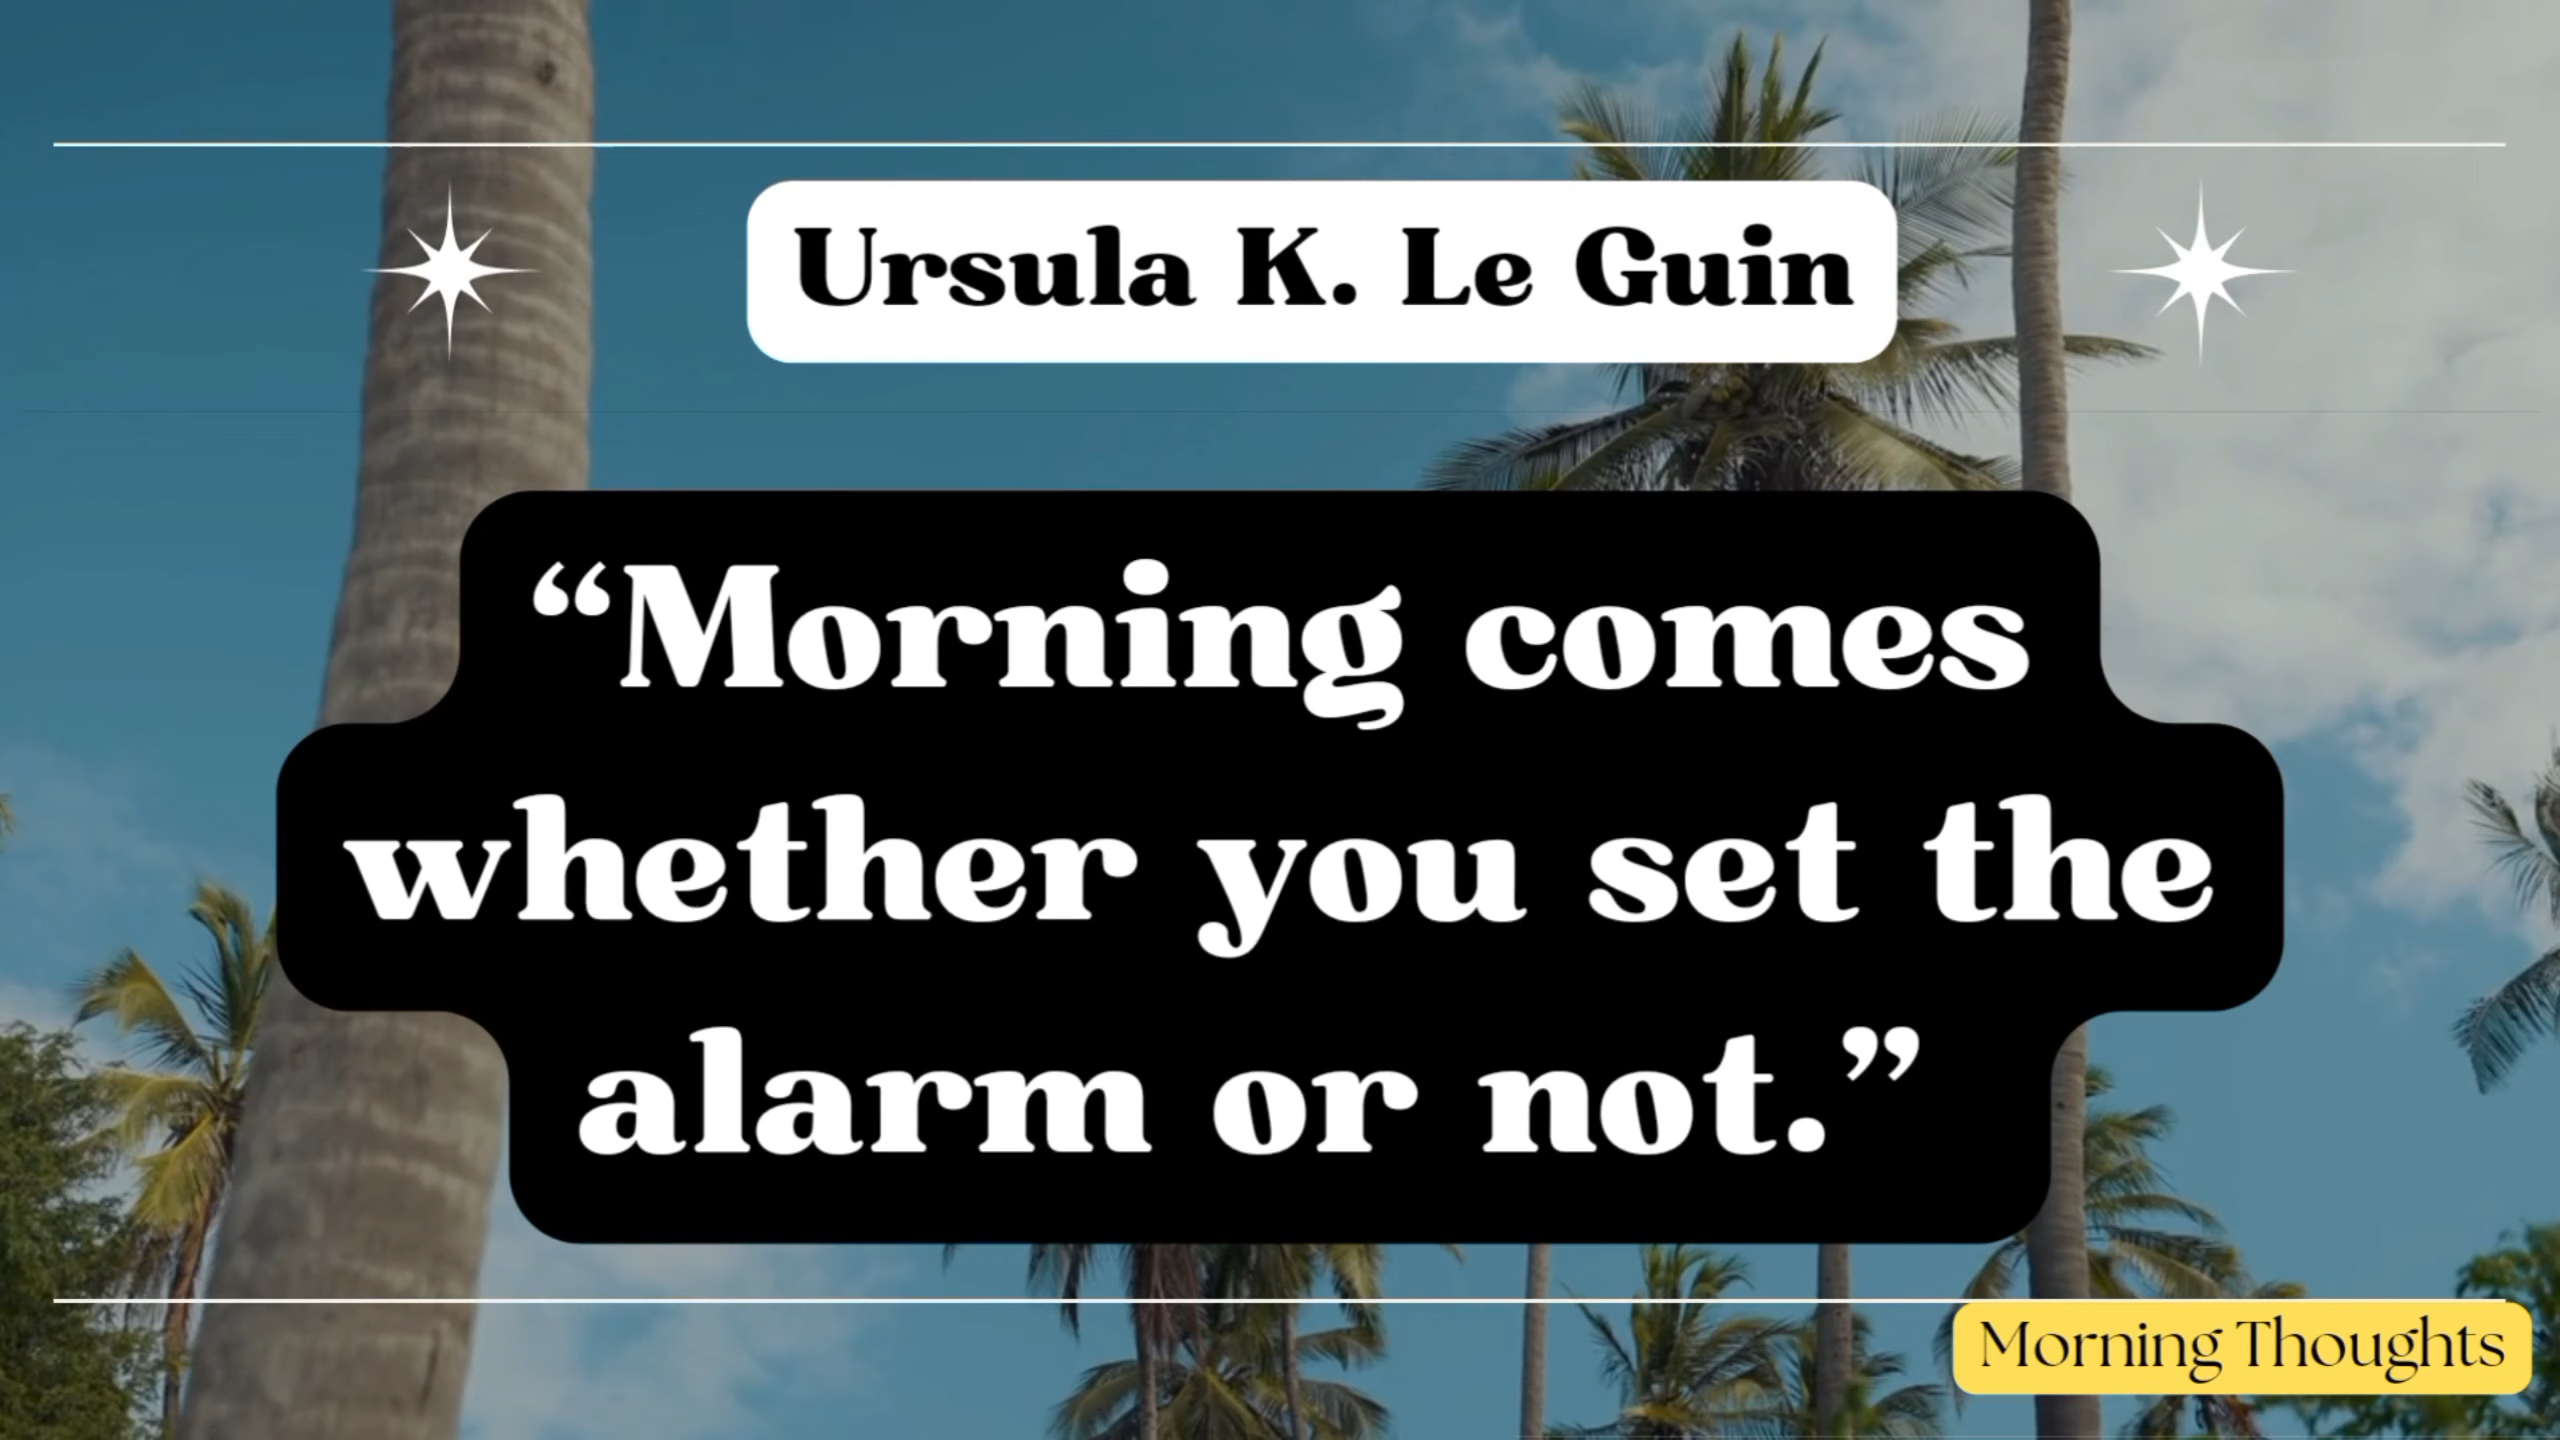 Ursula K. Le Guin
“Morning comes
whether you set the
alarm or not.”
Morning Thoughts